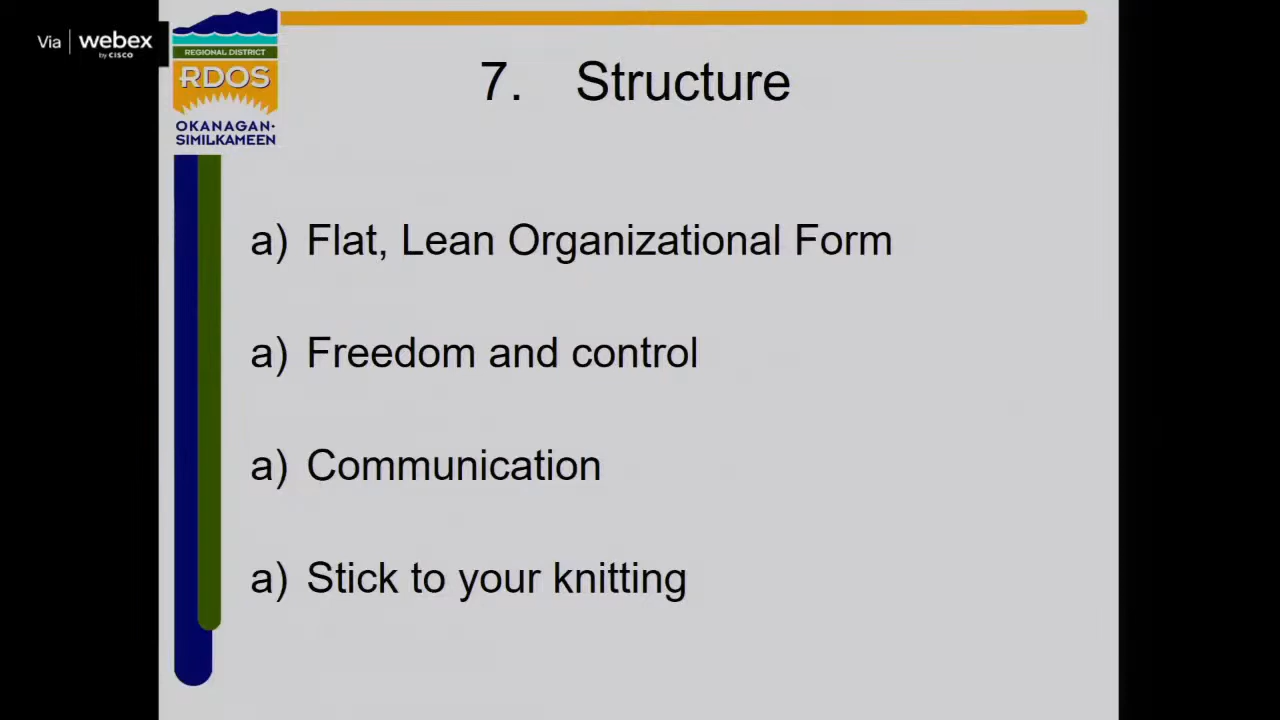 Via webex
by CISCO
REGIONAL DISTRICT
RDOS
OKANAGAN·
SIMILKAMEEN
7. Structure
a) Flat, Lean Organizational Form
a) Freedom and control
a) Communication
a) Stick to your knitting